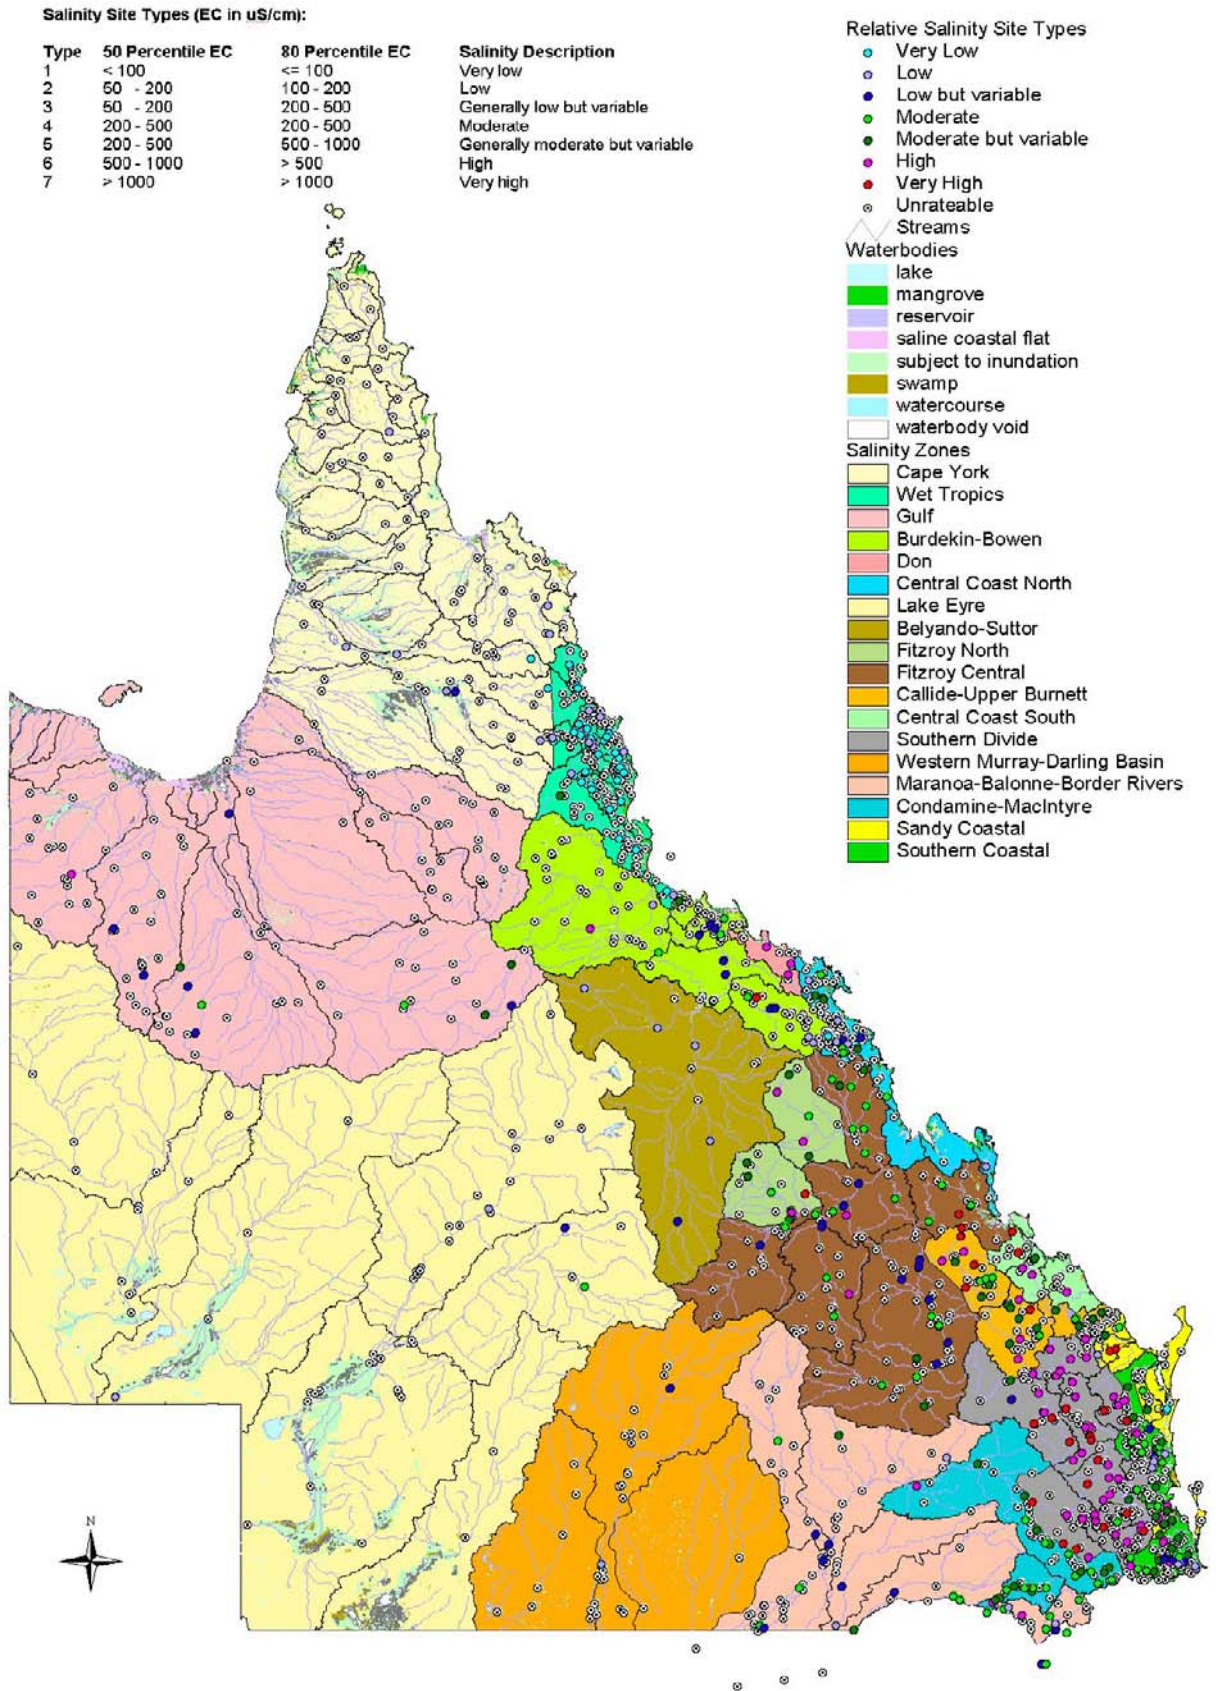 Salinity Site Types (EC in uS/cm):
Type 50 Percentile EC 80 Percentile EC Salinity Description
1 < 100 <= 100 Very low
2 50 - 200 100 - 200 Low
3 50 - 200 200 - 500 Generally low but variable
4 200 - 500 200 - 500 Moderate
5 200 - 500 500 - 1000 Generally moderate but variable
6 500 - 1000 > 500 High
7 > 1000 > 1000 Very high
Relative Salinity Site Types
Very Low
Low
Low but variable
Moderate
Moderate but variable
High
Very High
Unrateable
Streams
Waterbodies
lake
mangrove
reservoir
saline coastal flat
subject to inundation
swamp
watercourse
waterbody void
Salinity Zones
Cape York
Wet Tropics
Gulf
Burdekin-Bowen
Don
Central Coast North
Lake Eyre
Belyando-Suttor
Fitzroy North
Fitzroy Central
Callide-Upper Burnett
Central Coast South
Southern Divide
Western Murray-Darling Basin
Maranoa-Balonne-Border Rivers
Condamine-MacIntyre
Sandy Coastal
Southern Coastal
N